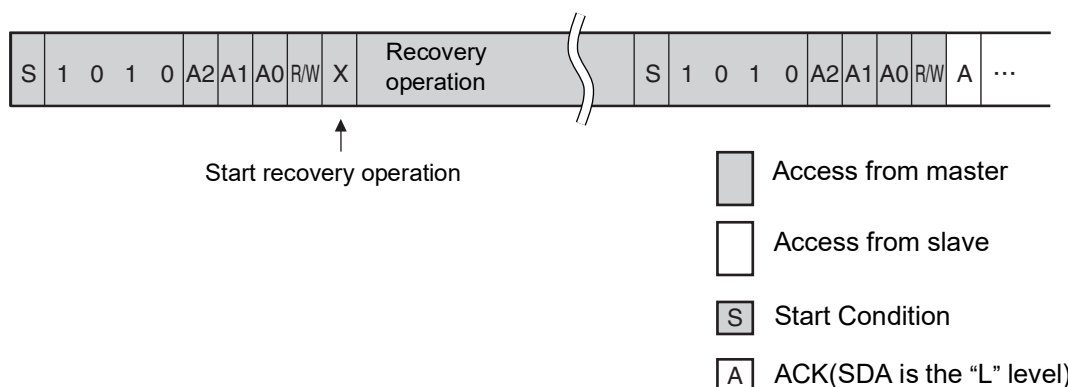 S 1 0 1 0 A2 A1 A0 R/W X Recovery operation S 1 0 1 0 A2 A1 A0 R/W A ...
Start recovery operation
Access from master
Access from slave
S Start Condition
A ACK(SDA is the “L” level)